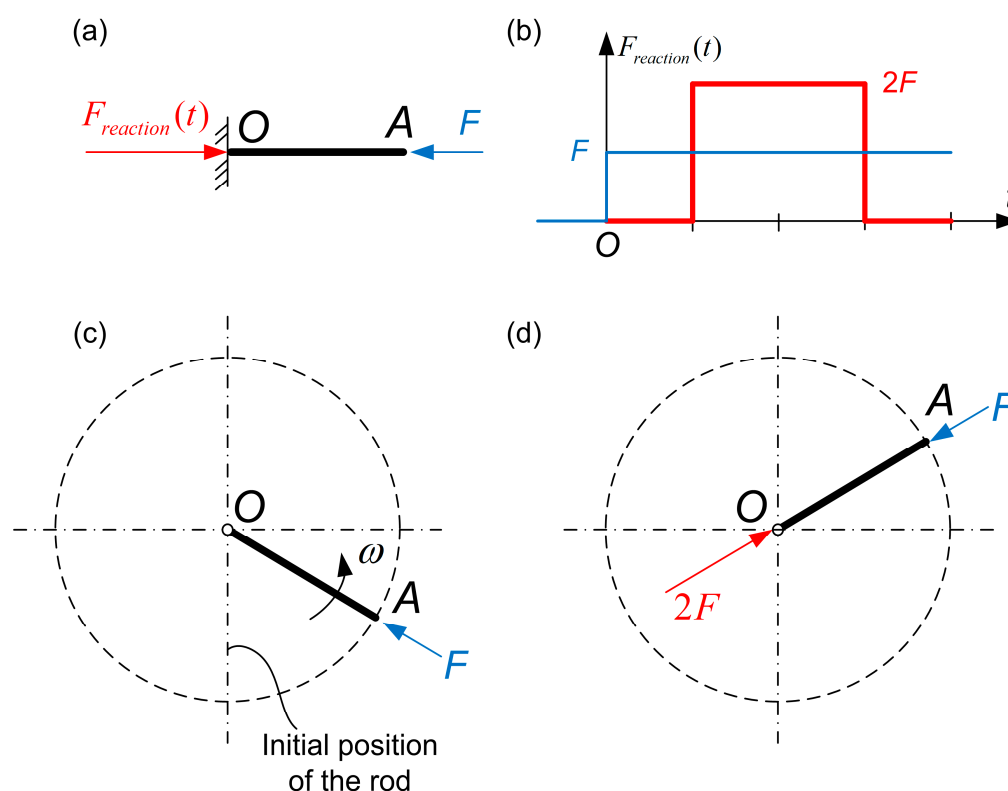 (a)
F_reaction(t)
O
A
F
(b)
F_reaction(t)
2F
F
O
(c)
O
ω
A
F
Initial position
of the rod
(d)
A
F
O
2F